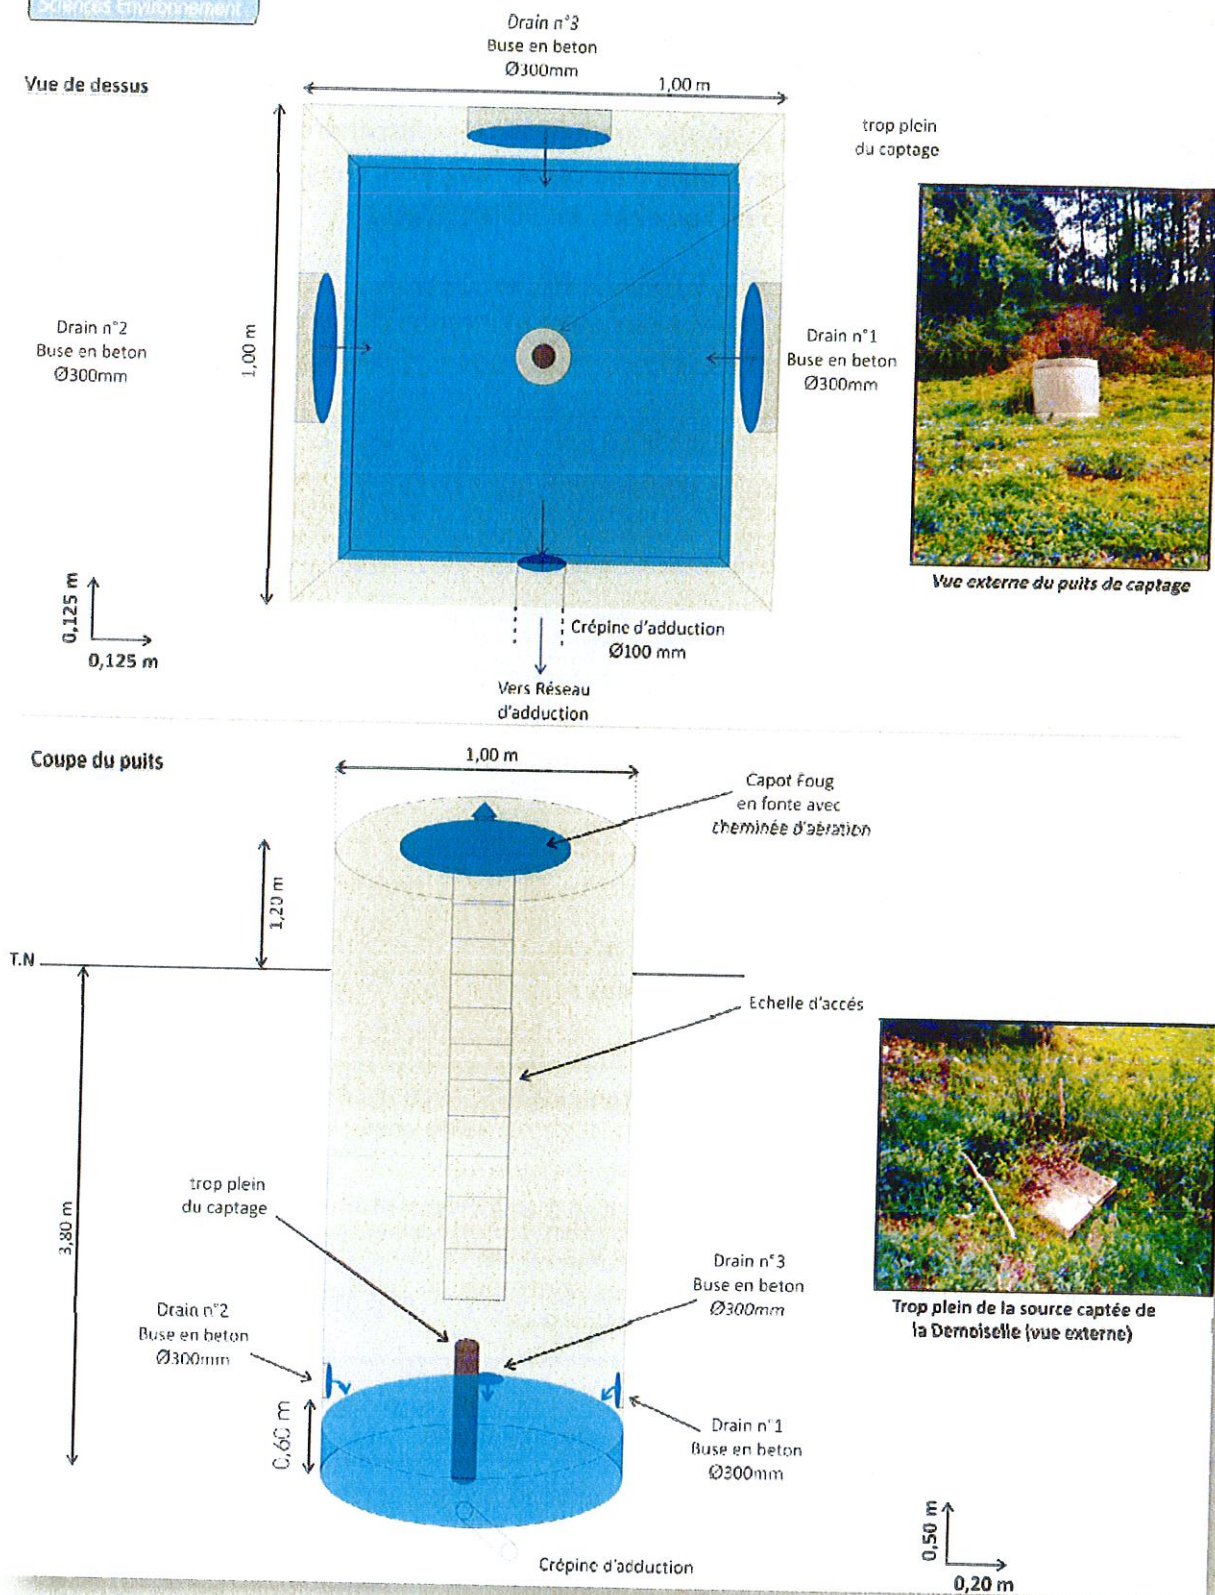 Sciences Environnement
Drain n°3
Buse en beton
Ø300mm
Vue de dessus
1,00 m
trop plein
du captage
Drain n°2
Buse en beton
Ø300mm
1,00 m
Drain n°1
Buse en beton
Ø300mm
Vue externe du puits de captage
0,125 m
0,125 m
Crépine d'adduction
Ø100 mm
Vers Réseau
d'adduction
Coupe du puits
1,00 m
Capot Foug
en fonte avec
cheminée d'aération
1,20 m
T.N
Echelle d'accés
trop plein
du captage
3,80 m
Drain n°3
Buse en beton
Ø300mm
Drain n°2
Buse en beton
Ø300mm
Trop plein de la source captée de
la Demoiselle (vue externe)
0,60 m
Drain n°1
Buse en beton
Ø300mm
0,50 m
0,20 m
Crépine d'adduction